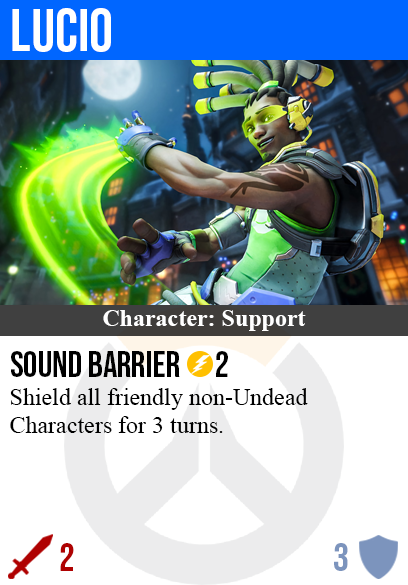 LUCIO
Character: Support
SOUND BARRIER 2
Shield all friendly non-Undead
Characters for 3 turns.
2 3